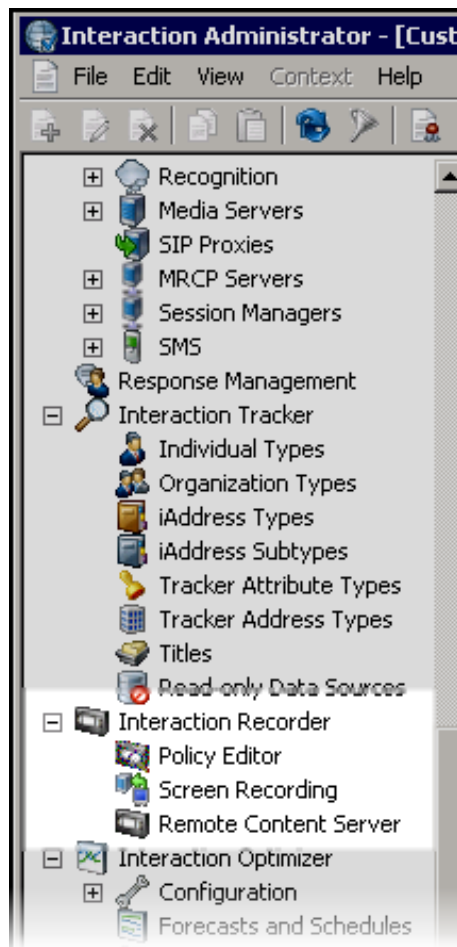 Interaction Administrator - [Cust
File Edit View Context Help
Recognition
Media Servers
SIP Proxies
MRCP Servers
Session Managers
SMS
Response Management
Interaction Tracker
Individual Types
Organization Types
iAddress Types
iAddress Subtypes
Tracker Attribute Types
Tracker Address Types
Titles
Read-only Data Sources
Interaction Recorder
Policy Editor
Screen Recording
Remote Content Server
Interaction Optimizer
Configuration
Forecasts and Schedules